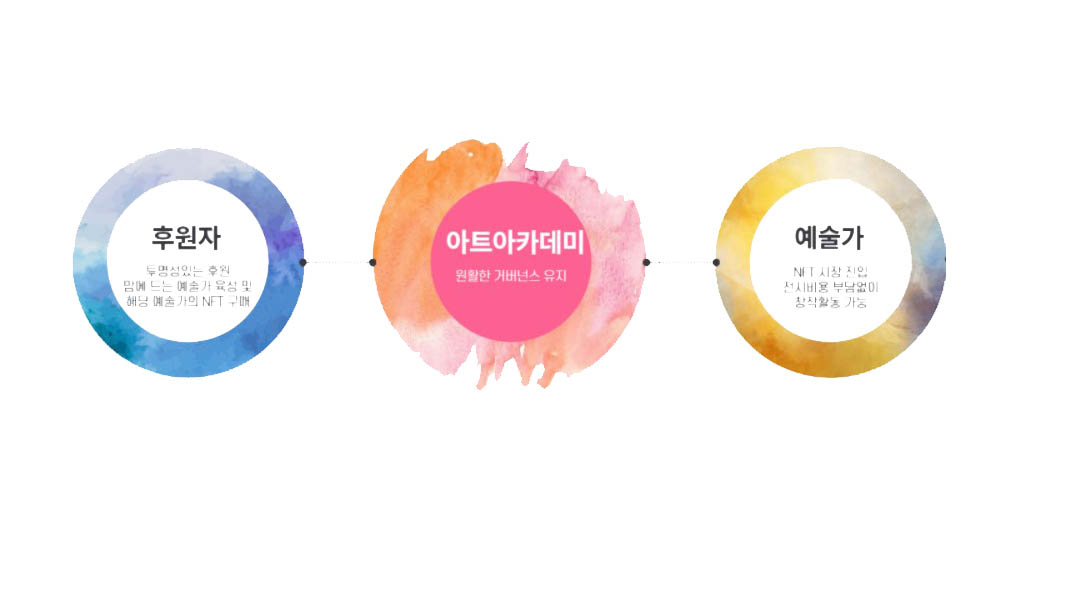 후원자
투명성있는 후원
맘에 드는 예술가 육성 및
해당 예술가의 NFT 구매
아트아카데미
원활한 거버넌스 유지
예술가
NFT 시장 진입
전시비용 부담없이
창작활동 가능